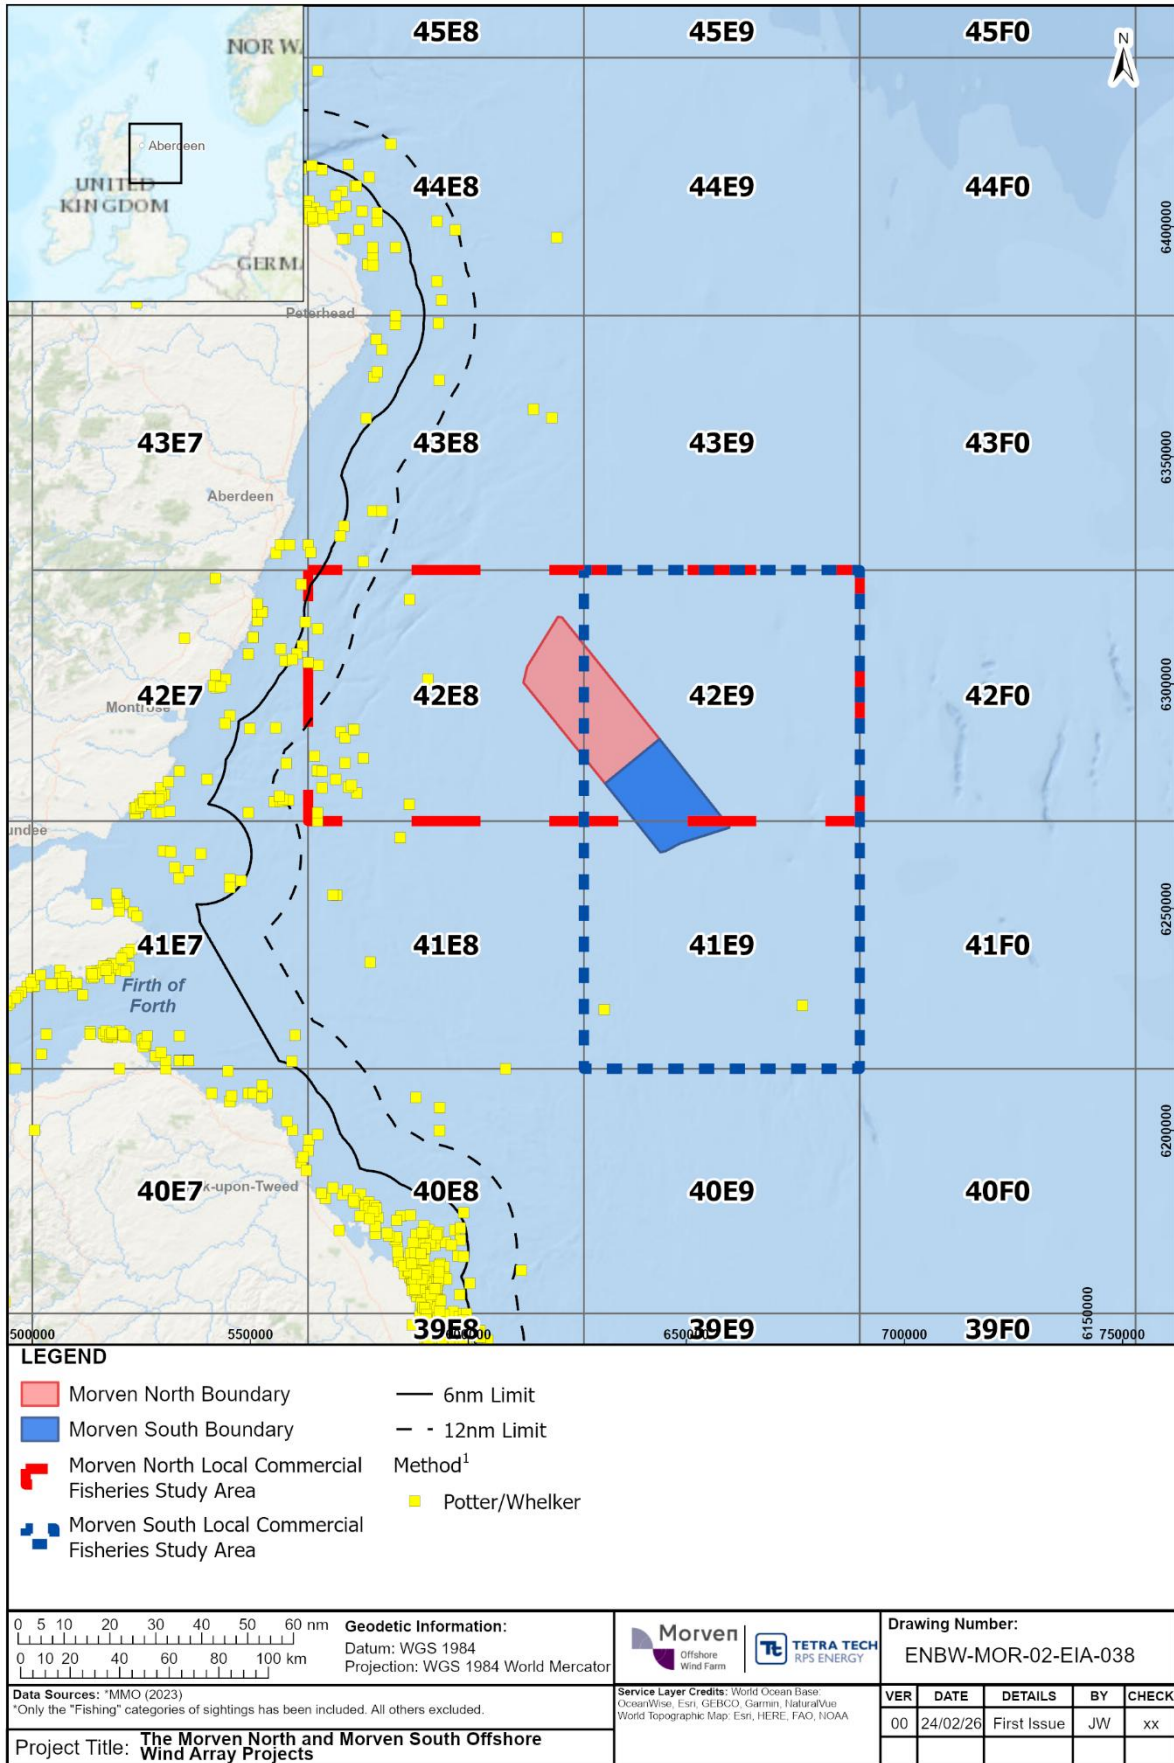 45E8
45E9
45F0
NOR W
N
Aberdeen
UNITED
KINGDOM
GERM
44E8
44E9
44F0
6400000
Peterhead
43E7
43E8
43E9
43F0
6350000
Aberdeen
42E7
42E8
42E9
42F0
6300000
Montrose
undee
6250000
41E7
41E8
41E9
41F0
Firth of
Forth
6200000
40E7
k-upon-Tweed
40E8
40E9
40F0
6150000
39E8
39E9
39F0
500000
550000
600000
650000
700000
750000
LEGEND
Morven North Boundary
Morven South Boundary
Morven North Local Commercial
Fisheries Study Area
Morven South Local Commercial
Fisheries Study Area
6nm Limit
12nm Limit
Method1
Potter/Whelker
0 5 10 20 30 40 50 60 nm
0 10 20 40 60 80 100 km
Geodetic Information:
Datum: WGS 1984
Projection: WGS 1984 World Mercator
Morven
Offshore
Wind Farm
Tt
TETRA TECH
RPS ENERGY
Drawing Number:
ENBW-MOR-02-EIA-038
Data Sources: *MMO (2023)
*Only the "Fishing" categories of sightings has been included. All others excluded.
Service Layer Credits: World Ocean Base:
OceanWise, Esri, GEBCO, Garmin, NaturalVue
World Topographic Map: Esri, HERE, FAO, NOAA
VER DATE DETAILS BY CHECK
00 24/02/26 First Issue JW xx
Project Title: The Morven North and Morven South Offshore
Wind Array Projects